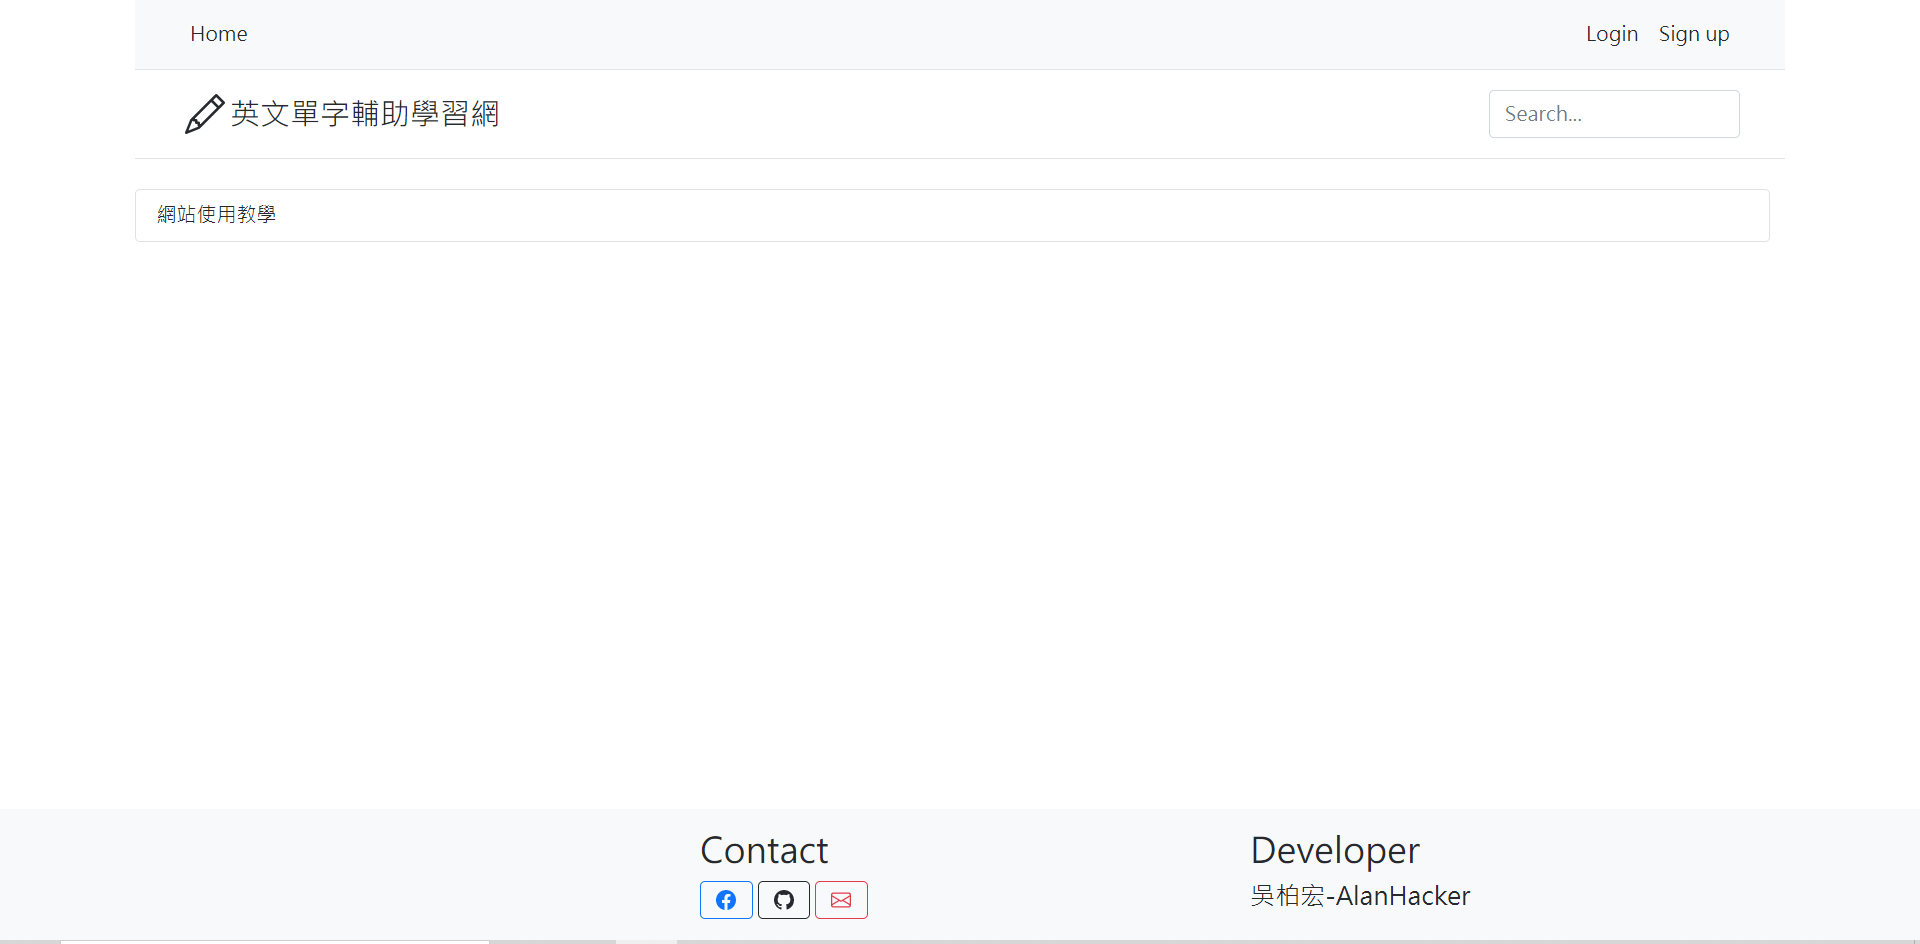 Home
Login
Sign up
英文單字輔助學習網
Search...
網站使用教學
Contact
Developer
吳柏宏-AlanHacker